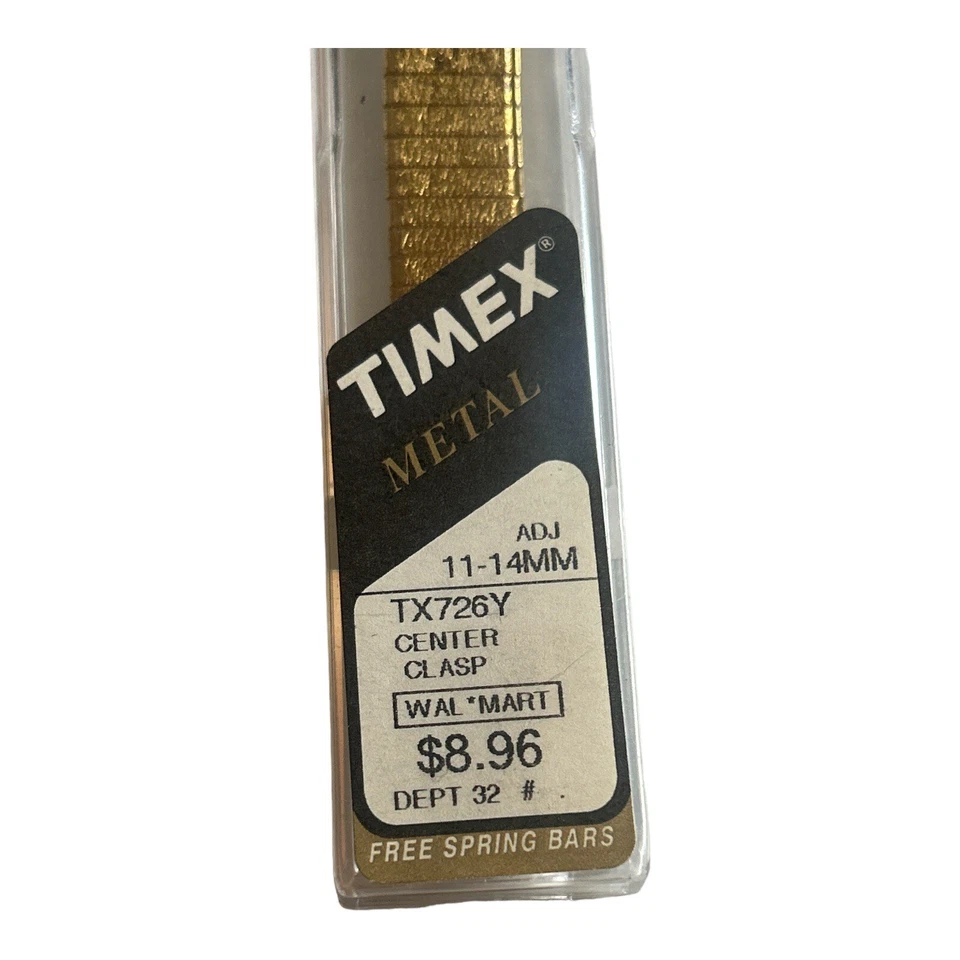 TIMEX®
METAL
ADJ
11-14MM
TX726Y
CENTER
CLASP
WAL*MART
$8.96
DEPT 32 # .
FREE SPRING BARS